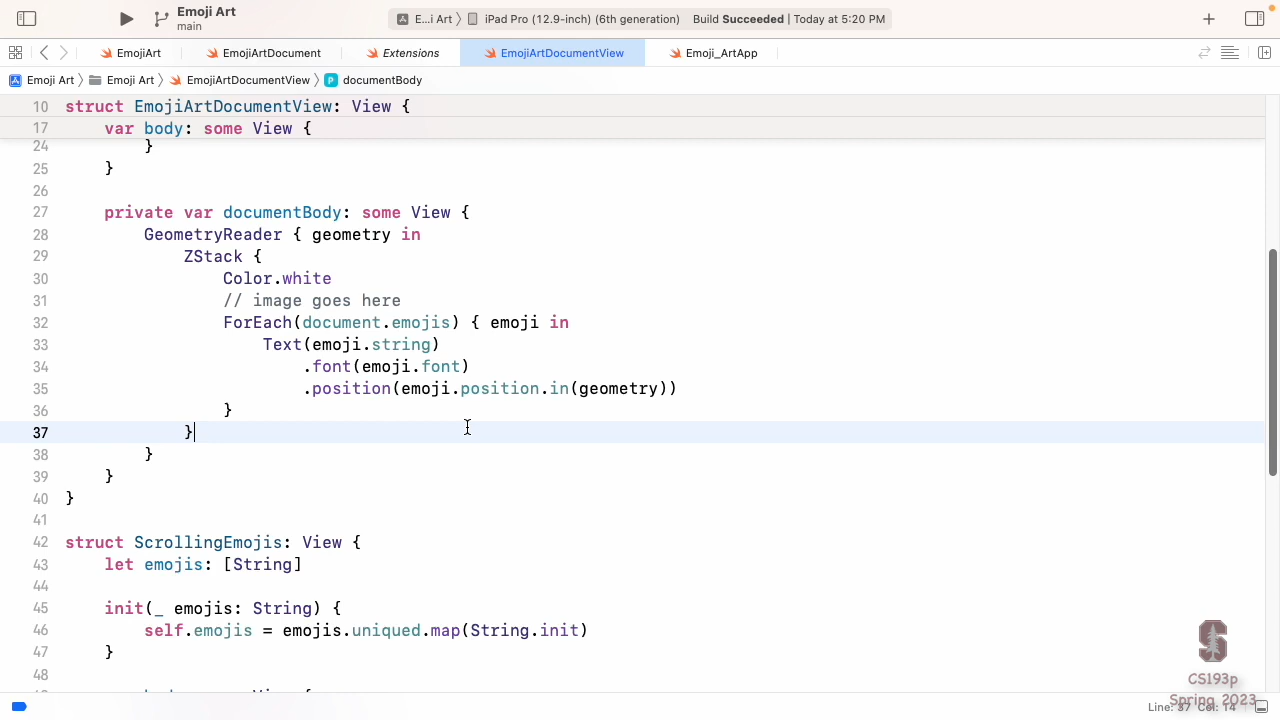 Emoji Art
main
E...i Art 〉 iPad Pro (12.9-inch) (6th generation)
Build Succeeded | Today at 5:20 PM
EmojiArt
EmojiArtDocument
Extensions
EmojiArtDocumentView
Emoji_ArtApp
Emoji Art 〉 Emoji Art 〉 EmojiArtDocumentView 〉 P documentBody
10 struct EmojiArtDocumentView: View {
17     var body: some View {
24         }
25     }
26
27     private var documentBody: some View {
28         GeometryReader { geometry in
29             ZStack {
30                 Color.white
31                 // image goes here
32                 ForEach(document.emojis) { emoji in
33                     Text(emoji.string)
34                         .font(emoji.font)
35                         .position(emoji.position.in(geometry))
36                 }
37             }
38         }
39     }
40 }
41
42 struct ScrollingEmojis: View {
43     let emojis: [String]
44
45     init(_ emojis: String) {
46         self.emojis = emojis.uniqued.map(String.init)
47     }
48
S
CS193p
Spring 2023
Line: 37 Col: 14